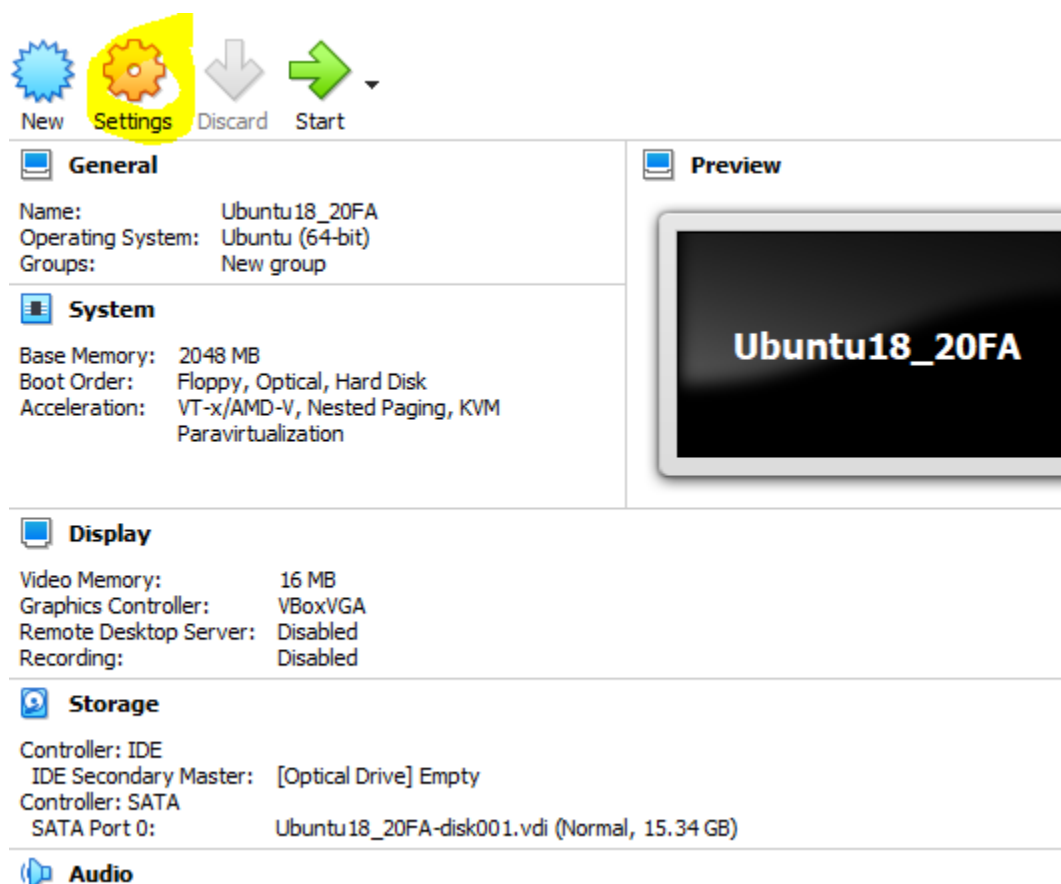 New Settings Discard Start
General
Name: Ubuntu18_20FA
Operating System: Ubuntu (64-bit)
Groups: New group
Preview
Ubuntu18_20FA
System
Base Memory: 2048 MB
Boot Order: Floppy, Optical, Hard Disk
Acceleration: VT-x/AMD-V, Nested Paging, KVM
Paravirtualization
Display
Video Memory: 16 MB
Graphics Controller: VBoxVGA
Remote Desktop Server: Disabled
Recording: Disabled
Storage
Controller: IDE
IDE Secondary Master: [Optical Drive] Empty
Controller: SATA
SATA Port 0: Ubuntu18_20FA-disk001.vdi (Normal, 15.34 GB)
Audio